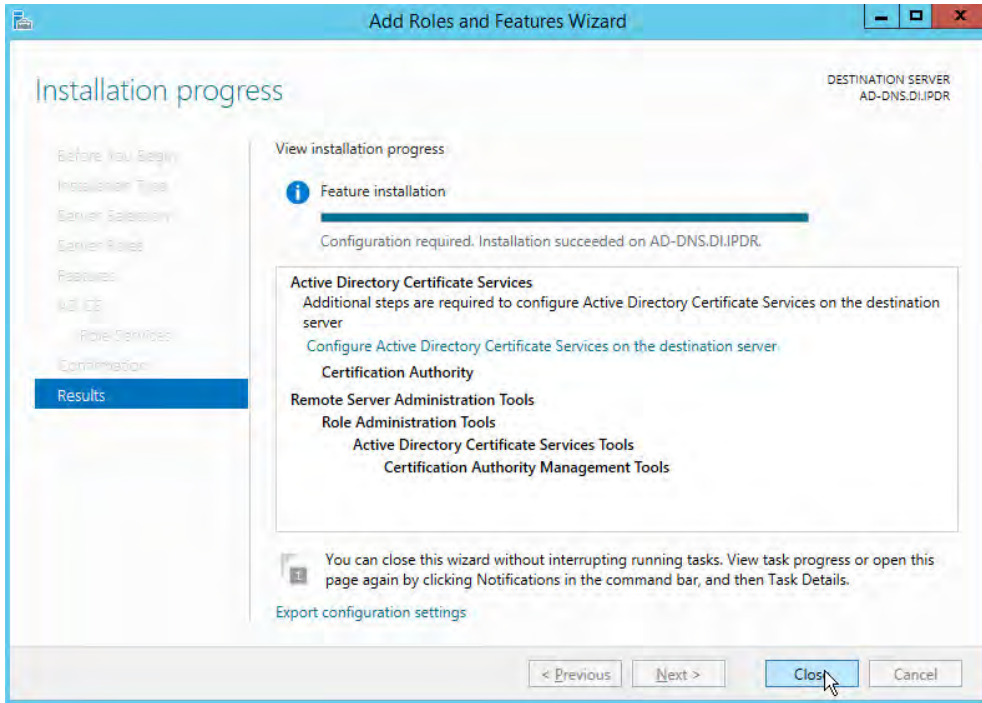 Add Roles and Features Wizard
Installation progress
DESTINATION SERVER
AD-DNS.DI.IPDR
Before You Begin
Installation Type
Server Selection
Server Roles
Features
AD CS
Role Services
Confirmation
Results
View installation progress
Feature installation
Configuration required. Installation succeeded on AD-DNS.DI.IPDR.
Active Directory Certificate Services
Additional steps are required to configure Active Directory Certificate Services on the destination
server
Configure Active Directory Certificate Services on the destination server
Certification Authority
Remote Server Administration Tools
Role Administration Tools
Active Directory Certificate Services Tools
Certification Authority Management Tools
You can close this wizard without interrupting running tasks. View task progress or open this
page again by clicking Notifications in the command bar, and then Task Details.
Export configuration settings
< Previous
Next >
Close
Cancel